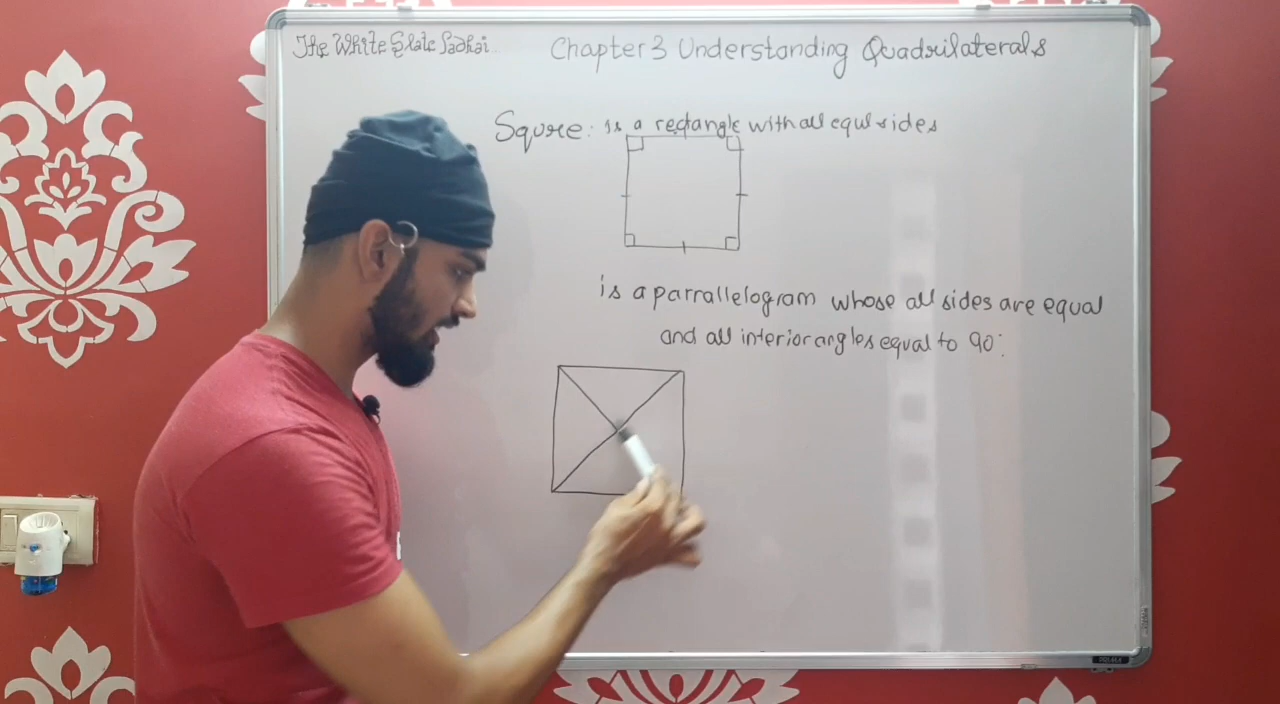 The White Slate Padhai
Chapter 3 Understanding Quadrilaterals
Squre: is a rectangle with all equl sides
is a parrallelogram whose all sides are equal
and all interior angles equal to 90°